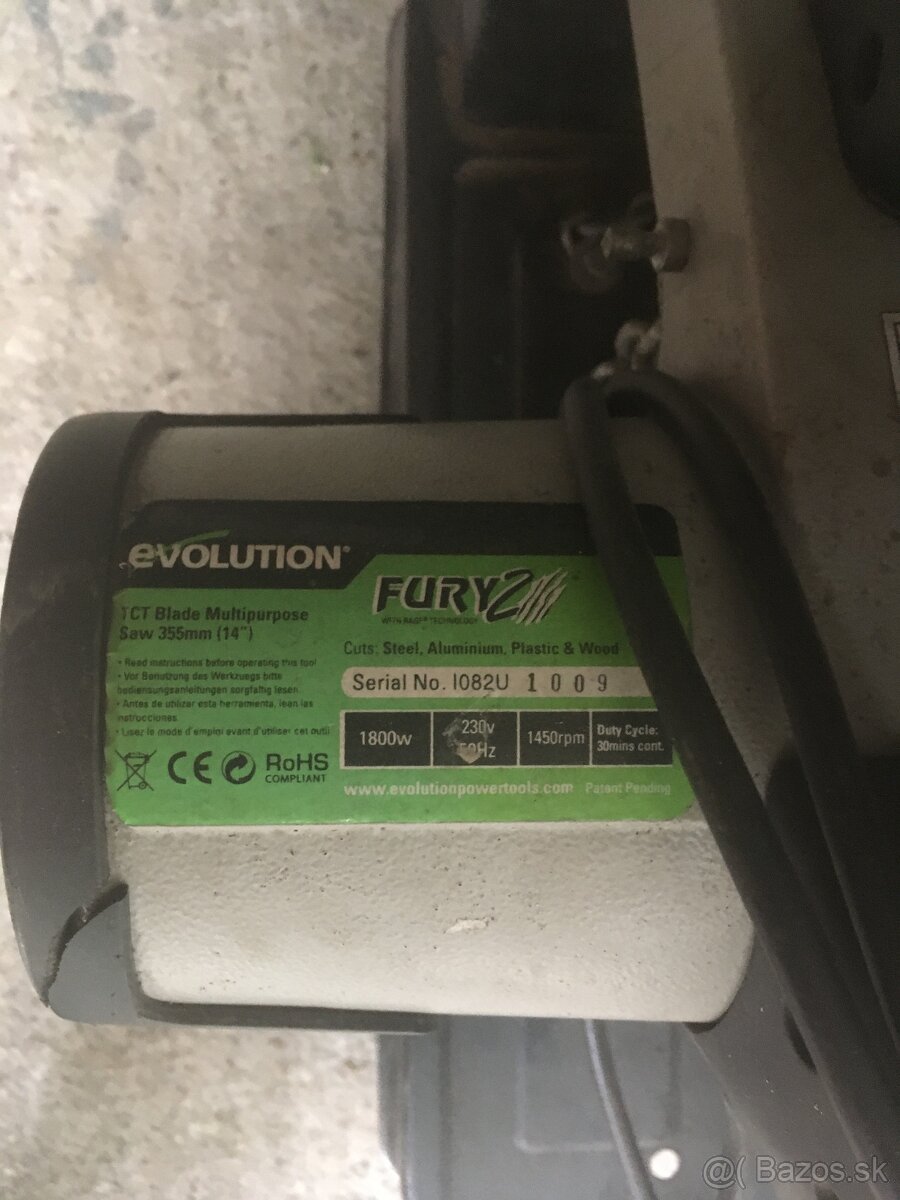 evolution®
FURY2
WITH RAGE® TECHNOLOGY
TCT Blade Multipurpose
Saw 355mm (14")
Cuts: Steel, Aluminium, Plastic & Wood
• Read instructions before operating this tool
• Vor Benutzung des Werkzeugs bitte
bedienungsanleitungen sorgfaltig lesen.
• Antes de utilizar esta herramienta, lean las
instrucciones.
• Lisez le mode d'emploi avant d'utiliser cet outil.
Serial No. I082U 1009
1800w
230v
50Hz
1450rpm
Duty Cycle:
30mins cont.
CE
RoHS
COMPLIANT
www.evolutionpowertools.com Patent Pending
@( Bazos.sk